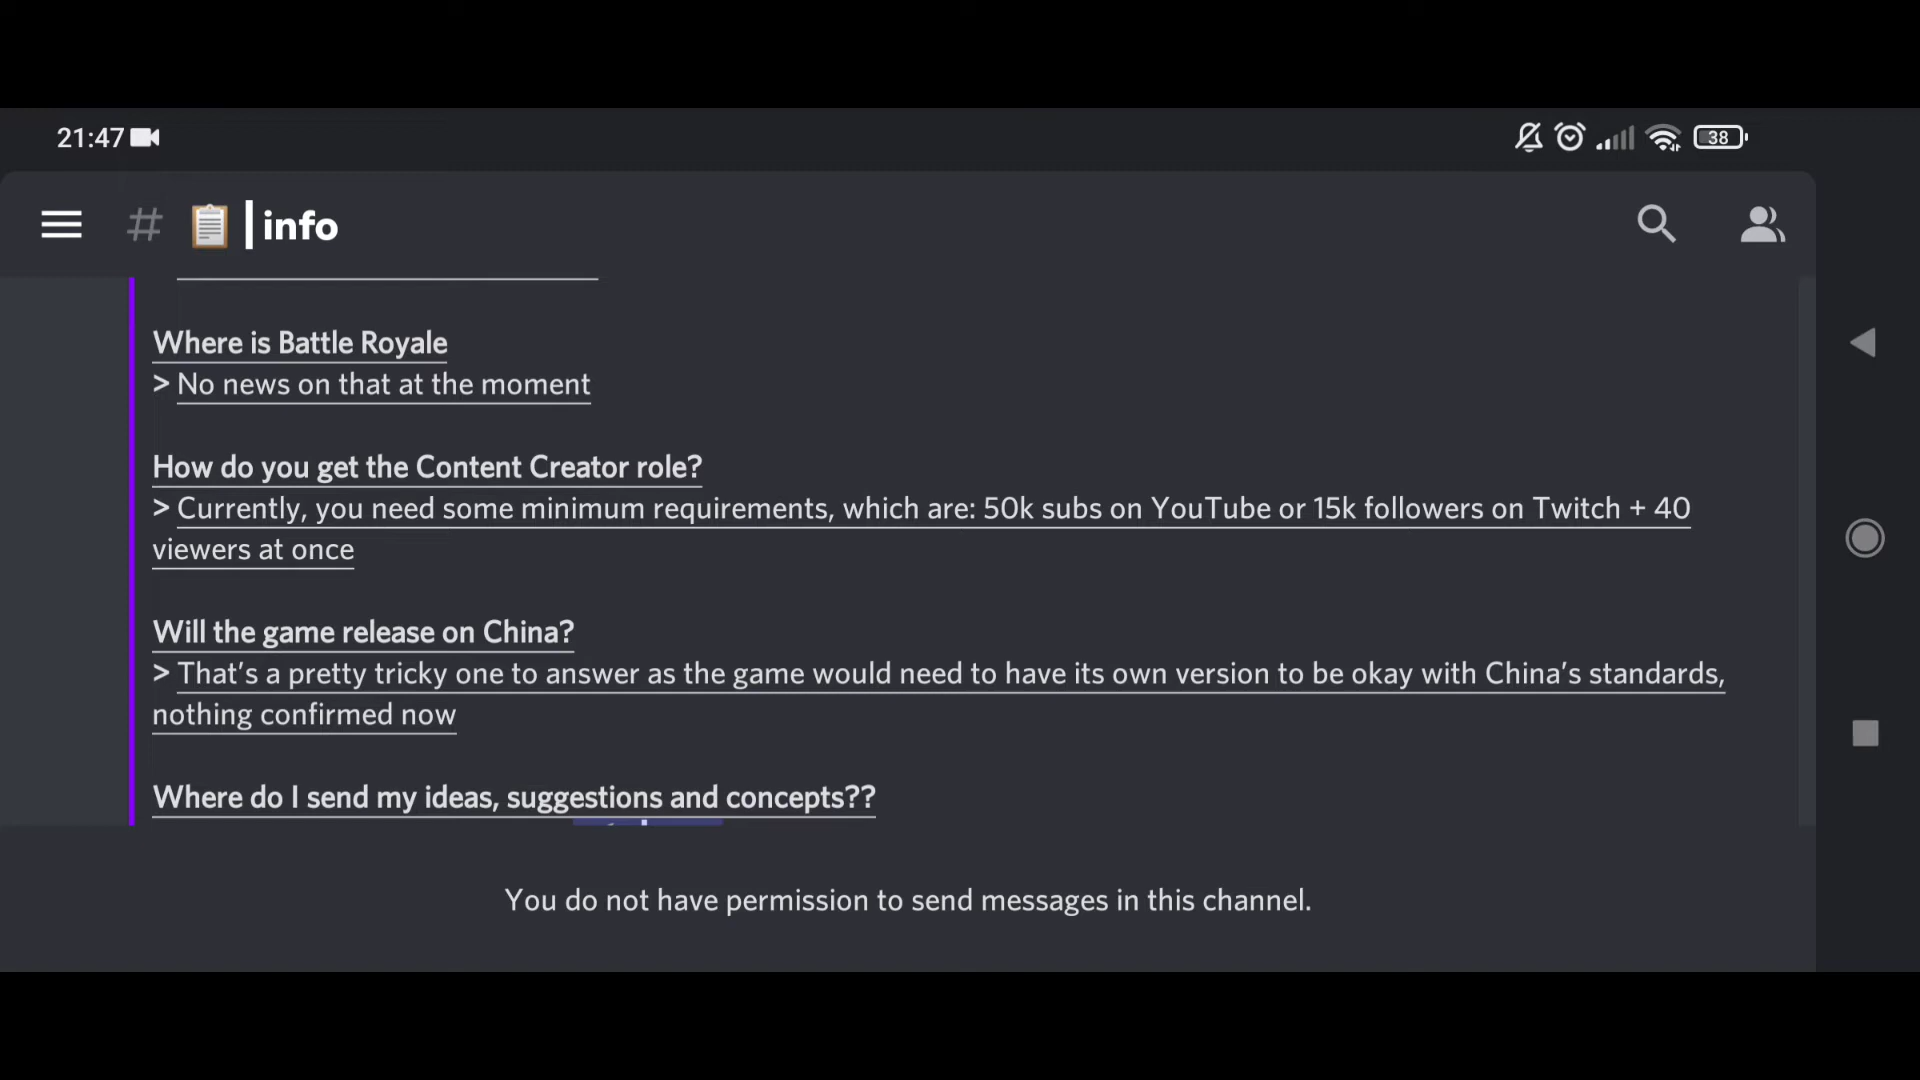 21:47
38
# 📋 | info
Where is Battle Royale
> No news on that at the moment
How do you get the Content Creator role?
> Currently, you need some minimum requirements, which are: 50k subs on YouTube or 15k followers on Twitch + 40
viewers at once
Will the game release on China?
> That's a pretty tricky one to answer as the game would need to have its own version to be okay with China's standards,
nothing confirmed now
Where do I send my ideas, suggestions and concepts??
You do not have permission to send messages in this channel.